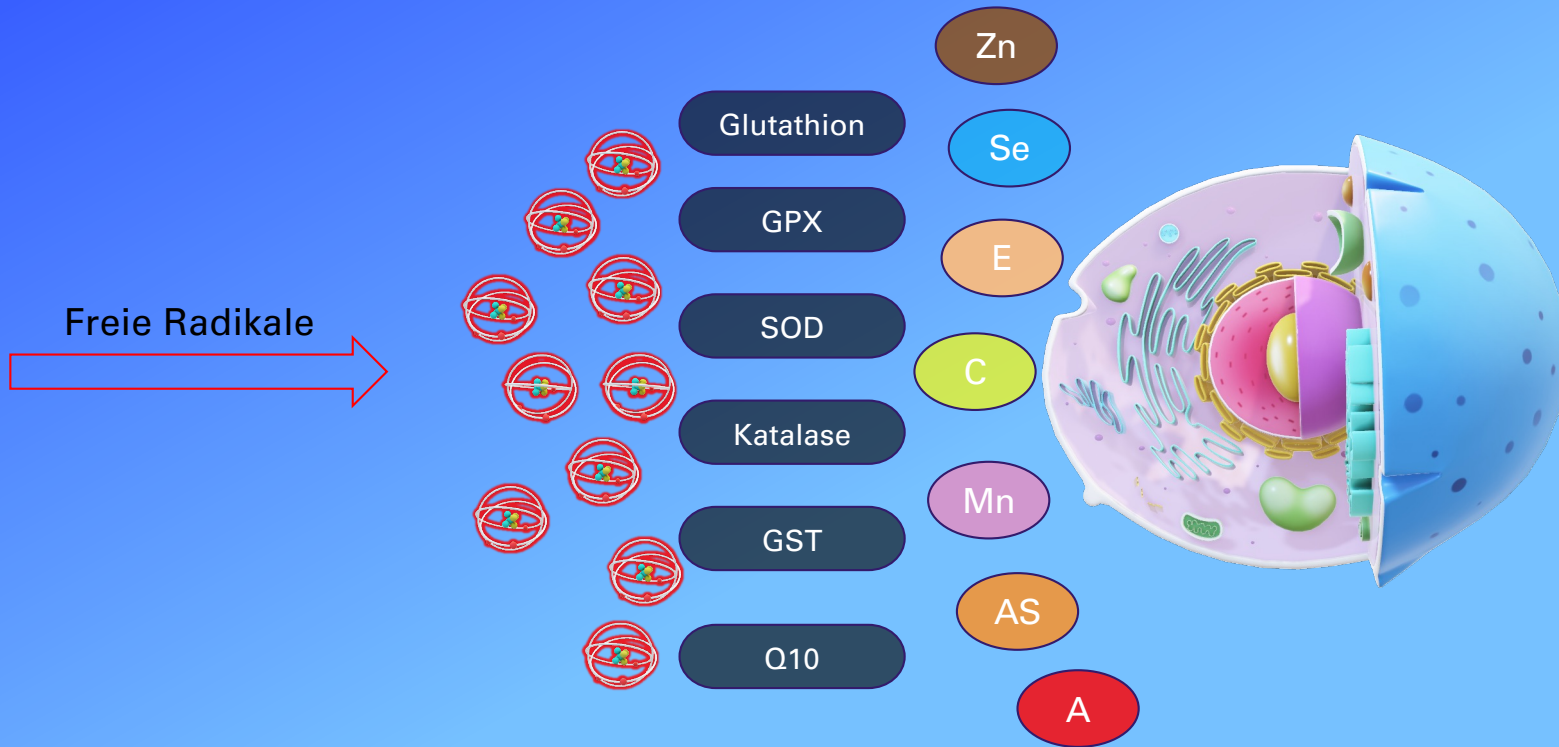 Freie Radikale
Glutathion
GPX
SOD
Katalase
GST
Q10
Zn
Se
E
C
Mn
AS
A